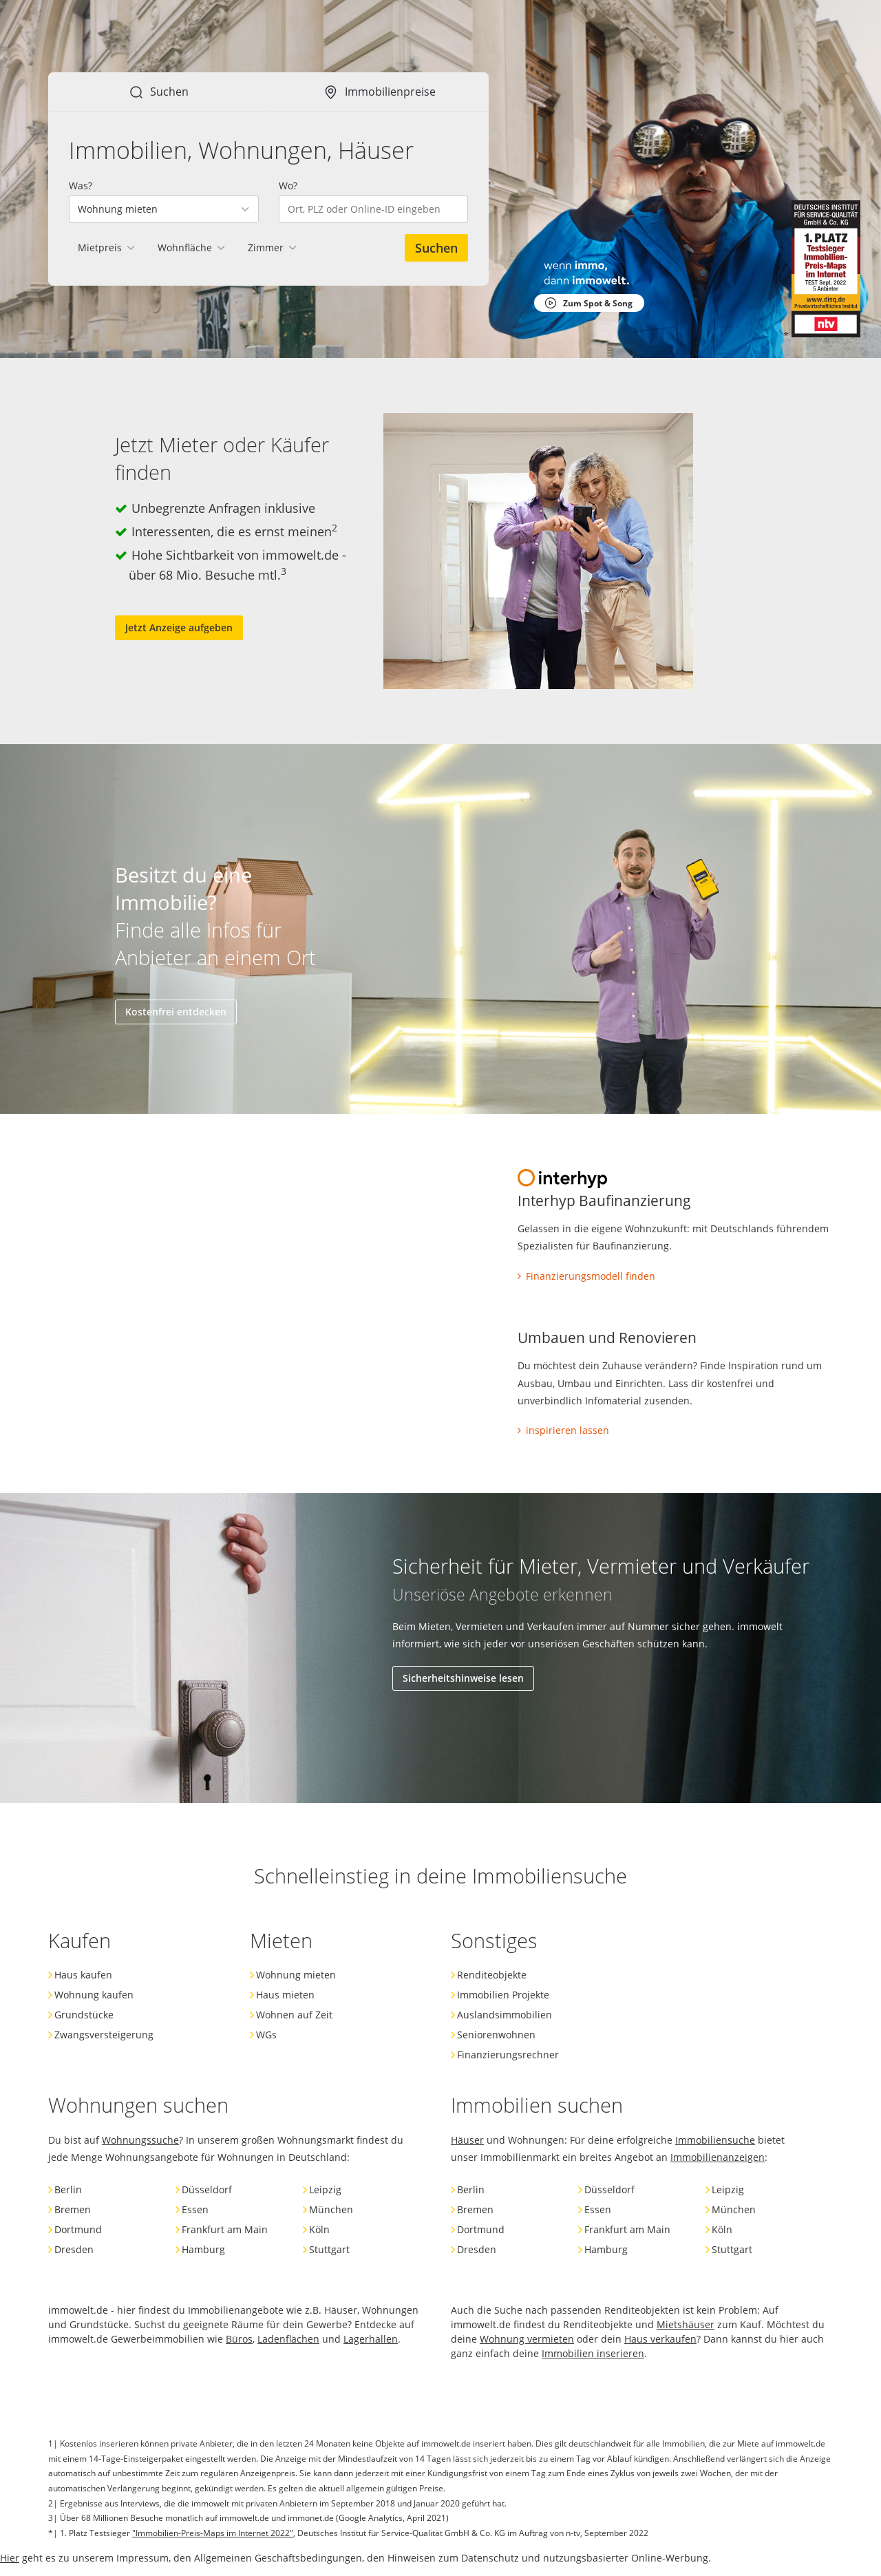 Suchen
Immobilienpreise
Immobilien, Wohnungen, Häuser
Was?
Wo?
Wohnung mieten
Ort, PLZ oder Online-ID eingeben
Mietpreis
Wohnfläche
Zimmer
Suchen
wenn immo,
dann immowelt.
Zum Spot & Song
DEUTSCHES INSTITUT
FÜR SERVICE-QUALITÄT
GmbH & Co. KG
1. PLATZ
Testsieger
Immobilien-
Preis-Maps
im Internet
TEST Sept. 2022
5 Anbieter
www.disq.de
Privatwirtschaftliches Institut
ntv
Jetzt Mieter oder Käufer
finden
Unbegrenzte Anfragen inklusive
Interessenten, die es ernst meinen2
Hohe Sichtbarkeit von immowelt.de -
über 68 Mio. Besuche mtl.3
Jetzt Anzeige aufgeben
Besitzt du eine
Immobilie?
Finde alle Infos für
Anbieter an einem Ort
Kostenfrei entdecken
interhyp
Interhyp Baufinanzierung
Gelassen in die eigene Wohnzukunft: mit Deutschlands führendem
Spezialisten für Baufinanzierung.
Finanzierungsmodell finden
Umbauen und Renovieren
Du möchtest dein Zuhause verändern? Finde Inspiration rund um
Ausbau, Umbau und Einrichten. Lass dir kostenfrei und
unverbindlich Infomaterial zusenden.
inspirieren lassen
Sicherheit für Mieter, Vermieter und Verkäufer
Unseriöse Angebote erkennen
Beim Mieten, Vermieten und Verkaufen immer auf Nummer sicher gehen. immowelt
informiert, wie sich jeder vor unseriösen Geschäften schützen kann.
Sicherheitshinweise lesen
Schnelleinstieg in deine Immobiliensuche
Kaufen
Haus kaufen
Wohnung kaufen
Grundstücke
Zwangsversteigerung
Mieten
Wohnung mieten
Haus mieten
Wohnen auf Zeit
WGs
Sonstiges
Renditeobjekte
Immobilien Projekte
Auslandsimmobilien
Seniorenwohnen
Finanzierungsrechner
Wohnungen suchen
Du bist auf Wohnungssuche? In unserem großen Wohnungsmarkt findest du
jede Menge Wohnungsangebote für Wohnungen in Deutschland:
Berlin
Bremen
Dortmund
Dresden
Düsseldorf
Essen
Frankfurt am Main
Hamburg
Leipzig
München
Köln
Stuttgart
Immobilien suchen
Häuser und Wohnungen: Für deine erfolgreiche Immobiliensuche bietet
unser Immobilienmarkt ein breites Angebot an Immobilienanzeigen:
Berlin
Bremen
Dortmund
Dresden
Düsseldorf
Essen
Frankfurt am Main
Hamburg
Leipzig
München
Köln
Stuttgart
immowelt.de - hier findest du Immobilienangebote wie z.B. Häuser, Wohnungen
und Grundstücke. Suchst du geeignete Räume für dein Gewerbe? Entdecke auf
immowelt.de Gewerbeimmobilien wie Büros, Ladenflächen und Lagerhallen.
Auch die Suche nach passenden Renditeobjekten ist kein Problem: Auf
immowelt.de findest du Renditeobjekte und Mietshäuser zum Kauf. Möchtest du
deine Wohnung vermieten oder dein Haus verkaufen? Dann kannst du hier auch
ganz einfach deine Immobilien inserieren.
1| Kostenlos inserieren können private Anbieter, die in den letzten 24 Monaten keine Objekte auf immowelt.de inseriert haben. Dies gilt deutschlandweit für alle Immobilien, die zur Miete auf immowelt.de
mit einem 14-Tage-Einsteigerpaket eingestellt werden. Die Anzeige mit der Mindestlaufzeit von 14 Tagen lässt sich jederzeit bis zu einem Tag vor Ablauf kündigen. Anschließend verlängert sich die Anzeige
automatisch auf unbestimmte Zeit zum regulären Anzeigenpreis. Sie kann dann jederzeit mit einer Kündigungsfrist von einem Tag zum Ende eines Zyklus von jeweils zwei Wochen, der mit der
automatischen Verlängerung beginnt, gekündigt werden. Es gelten die aktuell allgemein gültigen Preise.
2| Ergebnisse aus Interviews, die die immowelt mit privaten Anbietern im September 2018 und Januar 2020 geführt hat.
3| Über 68 Millionen Besuche monatlich auf immowelt.de und immonet.de (Google Analytics, April 2021)
*| 1. Platz Testsieger "Immobilien-Preis-Maps im Internet 2022", Deutsches Institut für Service-Qualität GmbH & Co. KG im Auftrag von n-tv, September 2022
Hier geht es zu unserem Impressum, den Allgemeinen Geschäftsbedingungen, den Hinweisen zum Datenschutz und nutzungsbasierter Online-Werbung.